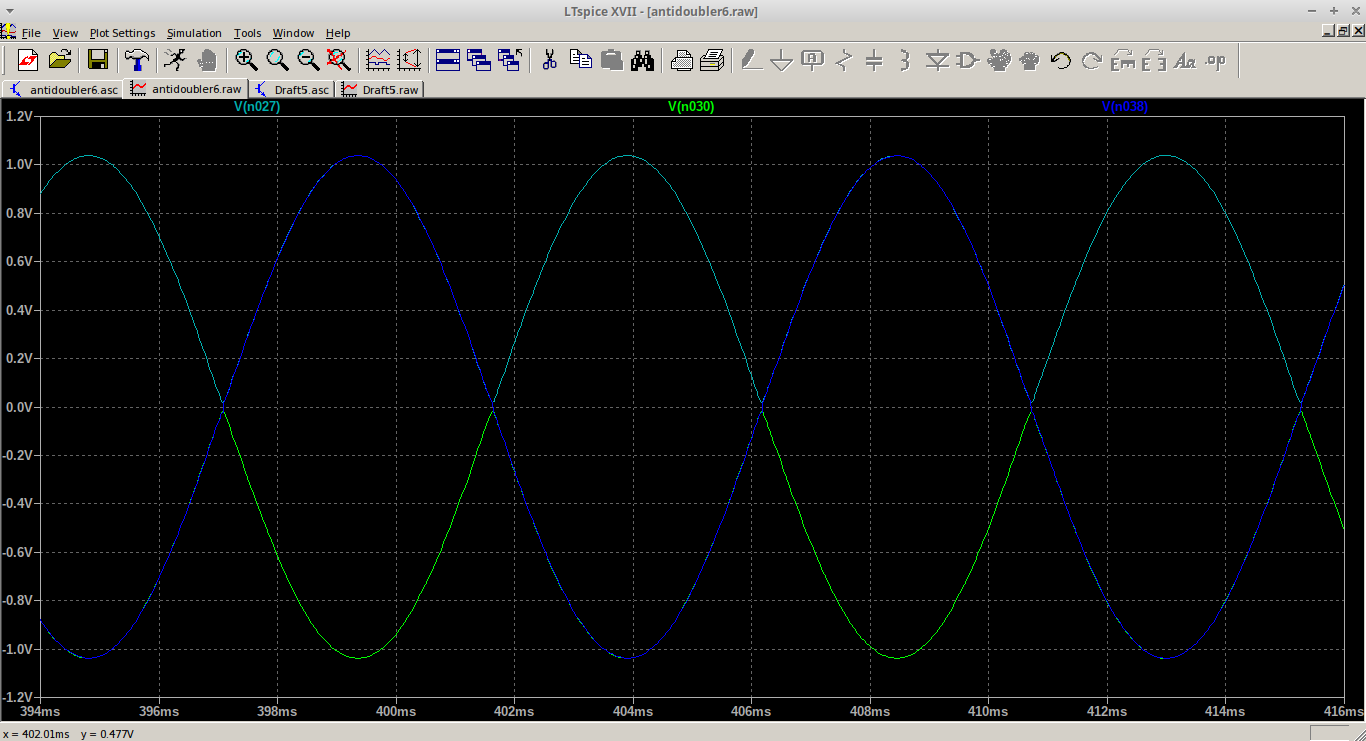 LTspice XVII - [antidoubler6.raw]
File View Plot Settings Simulation Tools Window Help
antidoubler6.asc antidoubler6.raw Draft5.asc Draft5.raw
V(n027) V(n030) V(n038)
1.2V
1.0V
0.8V
0.6V
0.4V
0.2V
0.0V
-0.2V
-0.4V
-0.6V
-0.8V
-1.0V
-1.2V
394ms 396ms 398ms 400ms 402ms 404ms 406ms 408ms 410ms 412ms 414ms 416ms
x = 402.01ms y = 0.477V